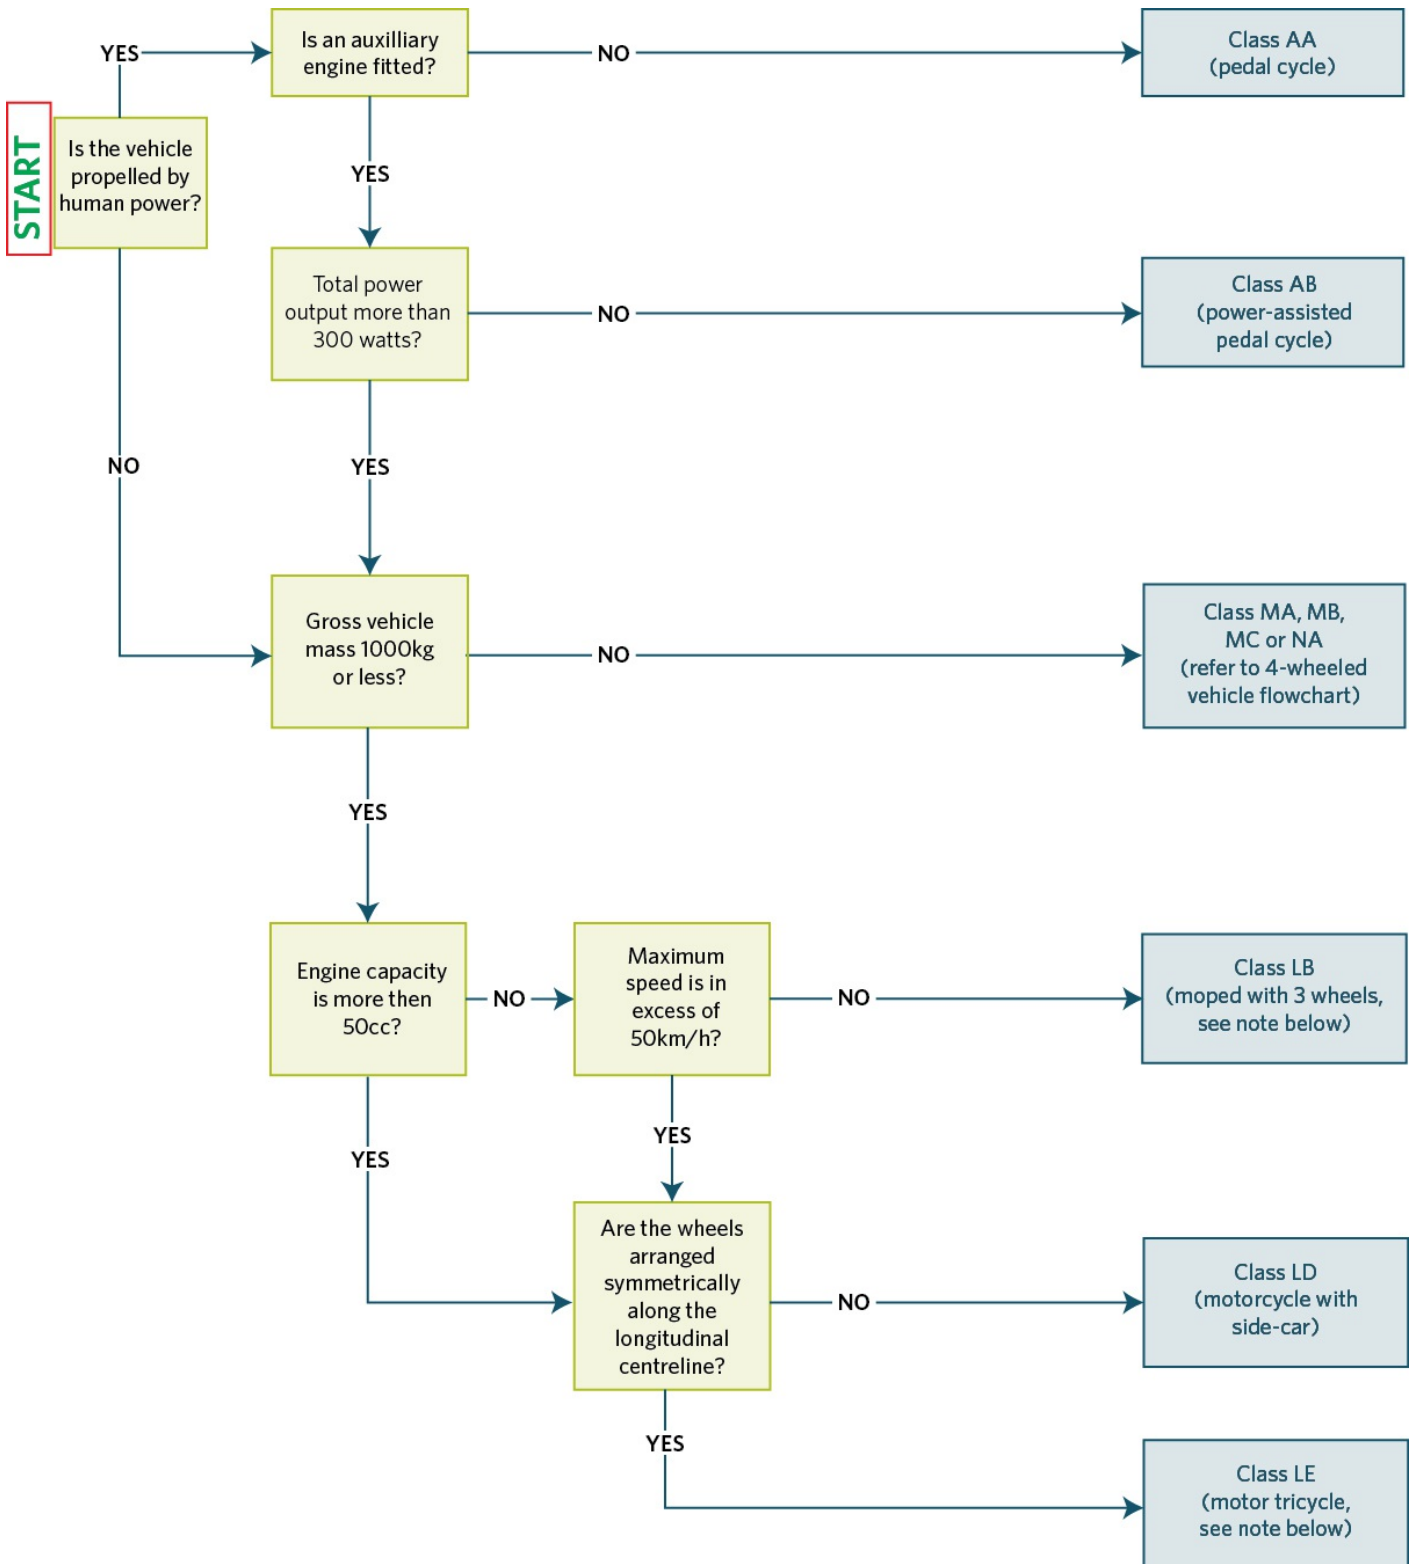 Is an auxilliary
engine fitted?
YES
NO
Class AA
(pedal cycle)
START
Is the vehicle
propelled by
human power?
YES
Total power
output more than
300 watts?
NO
Class AB
(power-assisted
pedal cycle)
NO
YES
Gross vehicle
mass 1000kg
or less?
NO
Class MA, MB,
MC or NA
(refer to 4-wheeled
vehicle flowchart)
YES
Engine capacity
is more then
50cc?
NO
Maximum
speed is in
excess of
50km/h?
NO
Class LB
(moped with 3 wheels,
see note below)
YES
YES
Are the wheels
arranged
symmetrically
along the
longitudinal
centreline?
NO
Class LD
(motorcycle with
side-car)
YES
Class LE
(motor tricycle,
see note below)